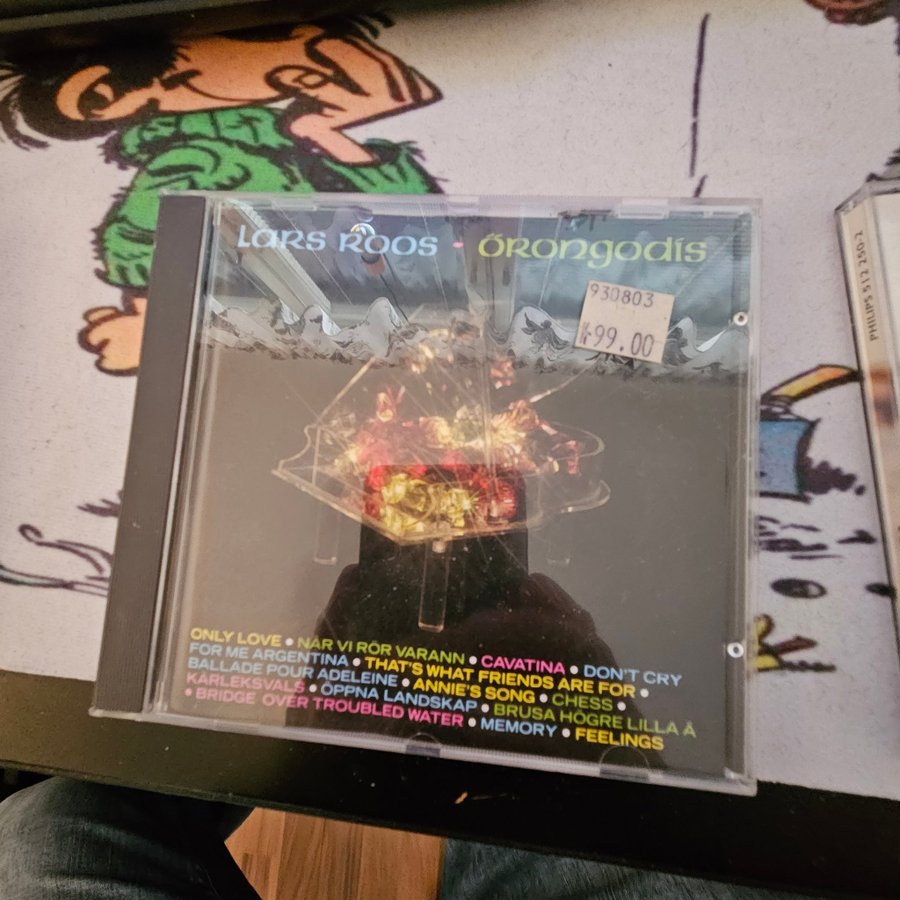 LARS ROOS • ÖRONGODIS
930803
Kr 99.00
ONLY LOVE • NÄR VI RÖR VARANN • CAVATINA • DON'T CRY
FOR ME ARGENTINA • THAT'S WHAT FRIENDS ARE FOR •
BALLADE POUR ADELEINE • ANNIE'S SONG • CHESS •
KÄRLEKSVALS • ÖPPNA LANDSKAP • BRUSA HÖGRE LILLA Å
• BRIDGE OVER TROUBLED WATER • MEMORY • FEELINGS
PHILIPS 512 250-2